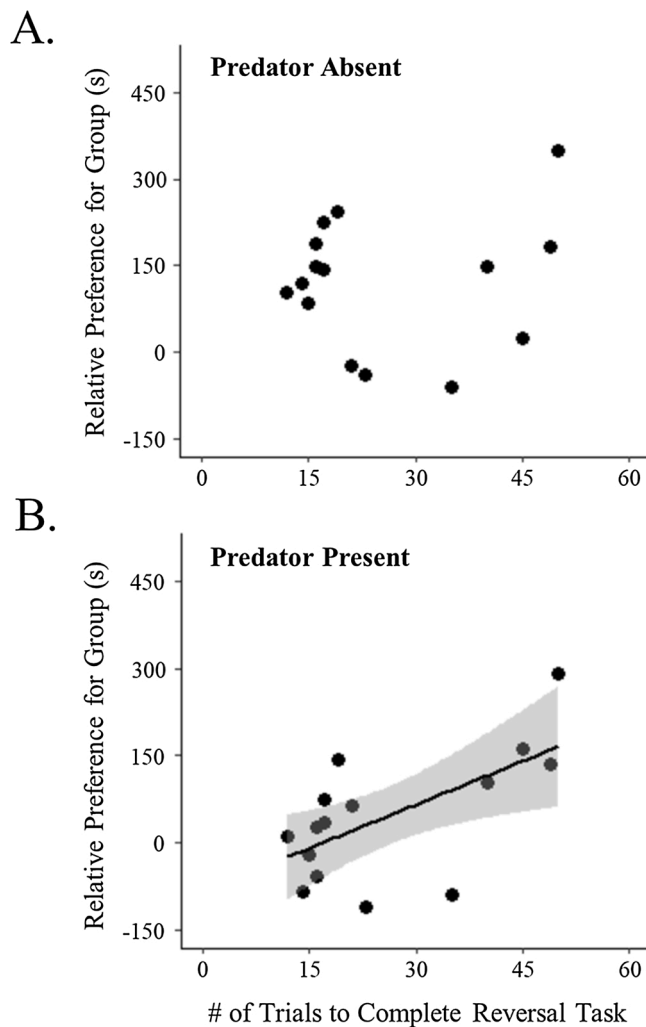 A.
Predator Absent
Relative Preference for Group (s)
450
300
150
0
-150
0 15 30 45 60
B.
Predator Present
Relative Preference for Group (s)
450
300
150
0
-150
0 15 30 45 60
# of Trials to Complete Reversal Task